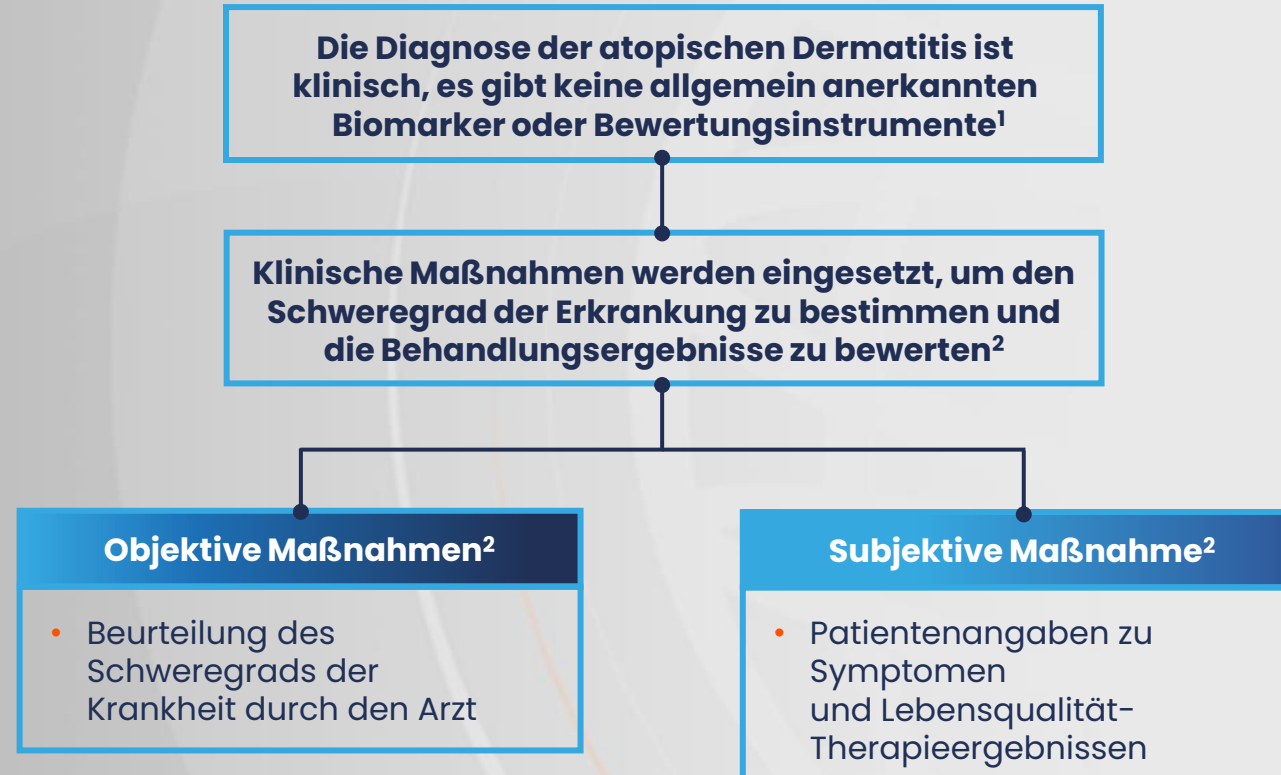 Die Diagnose der atopischen Dermatitis ist
klinisch, es gibt keine allgemein anerkannten
Biomarker oder Bewertungsinstrumente¹
Klinische Maßnahmen werden eingesetzt, um den
Schweregrad der Erkrankung zu bestimmen und
die Behandlungsergebnisse zu bewerten²
Objektive Maßnahmen²
• Beurteilung des
Schweregrads der
Krankheit durch den Arzt
Subjektive Maßnahme²
• Patientenangaben zu
Symptomen
und Lebensqualität-
Therapieergebnissen